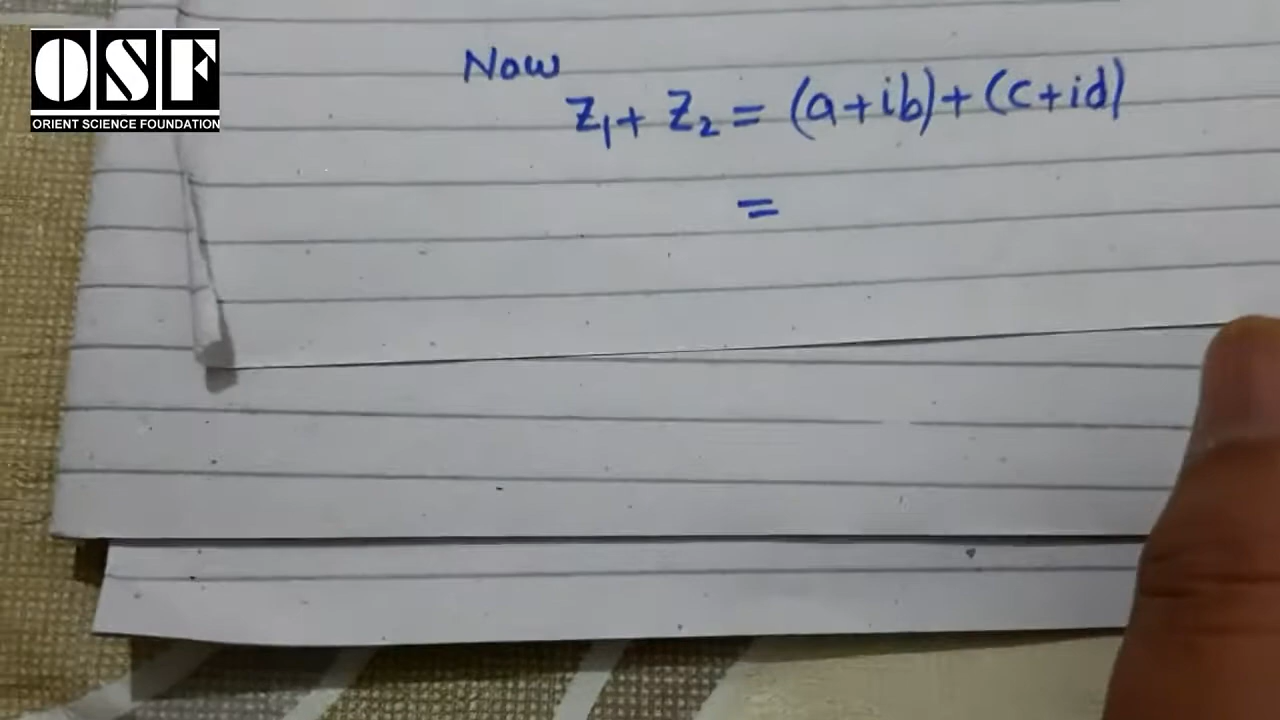 OSF
ORIENT SCIENCE FOUNDATION
Now
Z₁ + Z₂ = (a+ib)+(c+id)
=